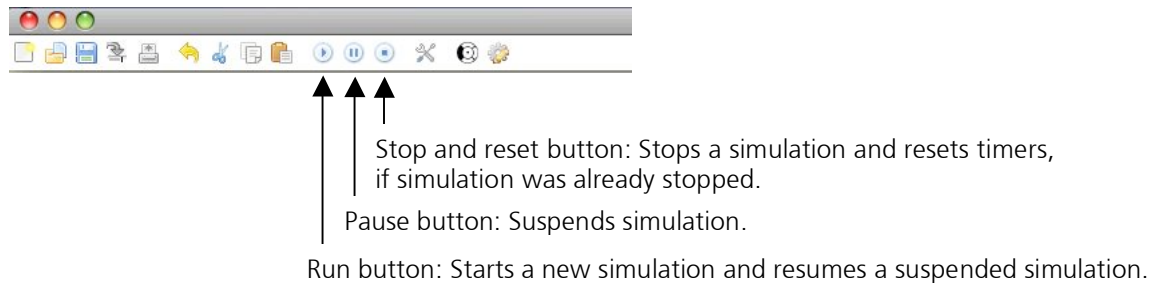 Stop and reset button: Stops a simulation and resets timers,
if simulation was already stopped.
Pause button: Suspends simulation.
Run button: Starts a new simulation and resumes a suspended simulation.